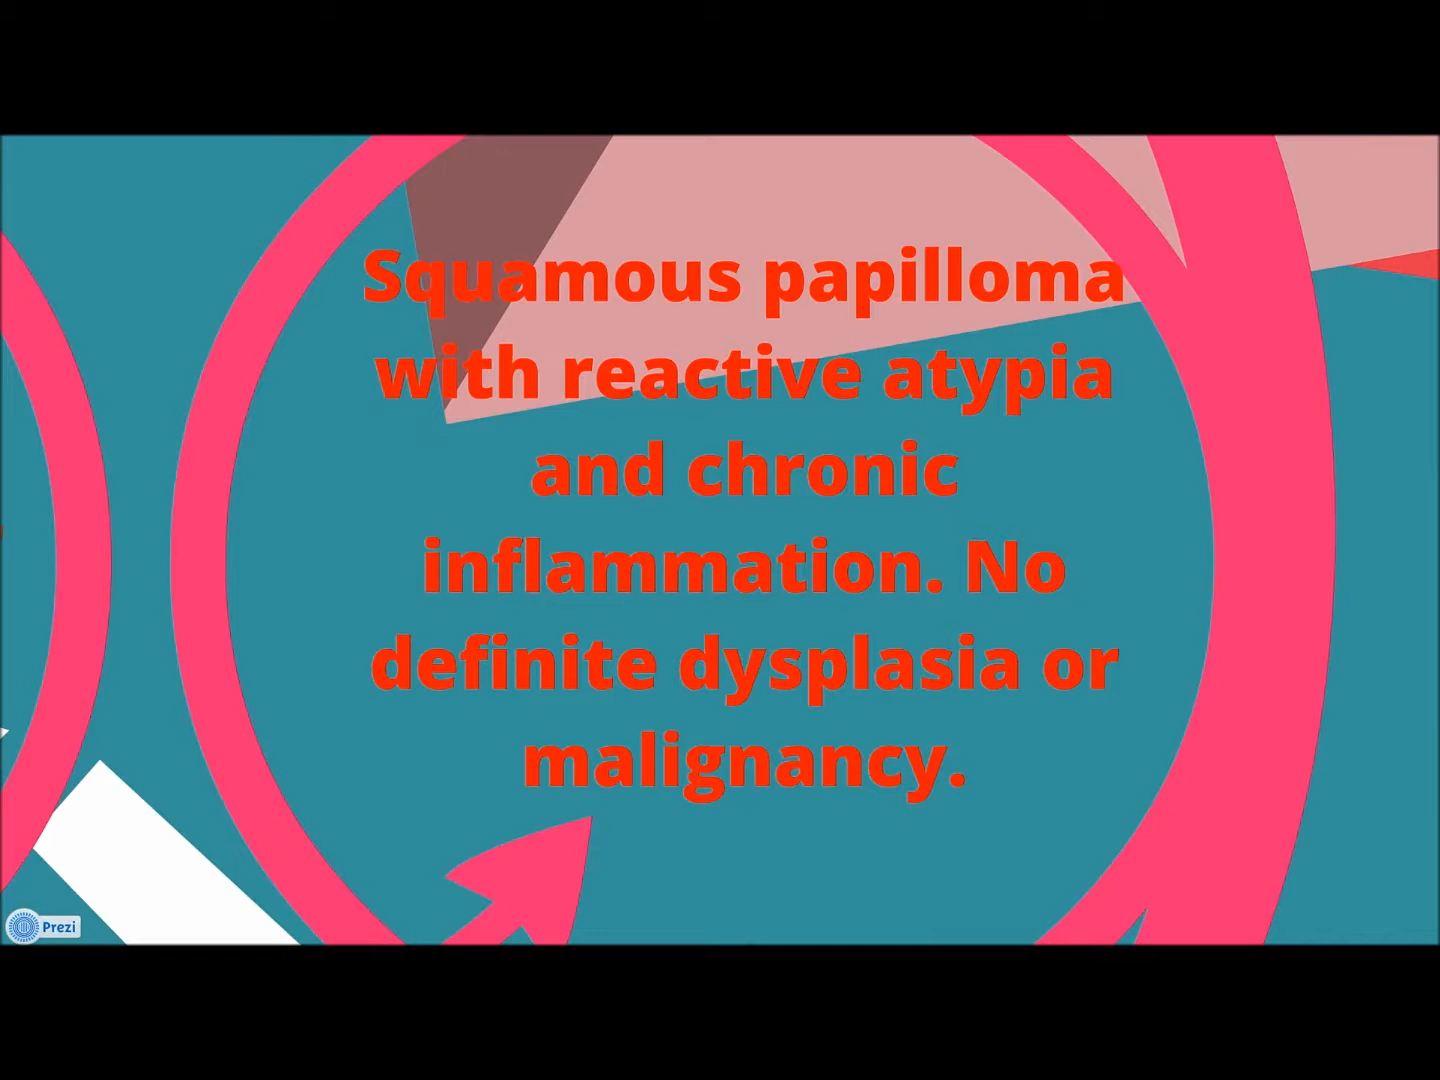 Squamous papilloma
with reactive atypia
and chronic
inflammation. No
definite dysplasia or
malignancy.
Prezi